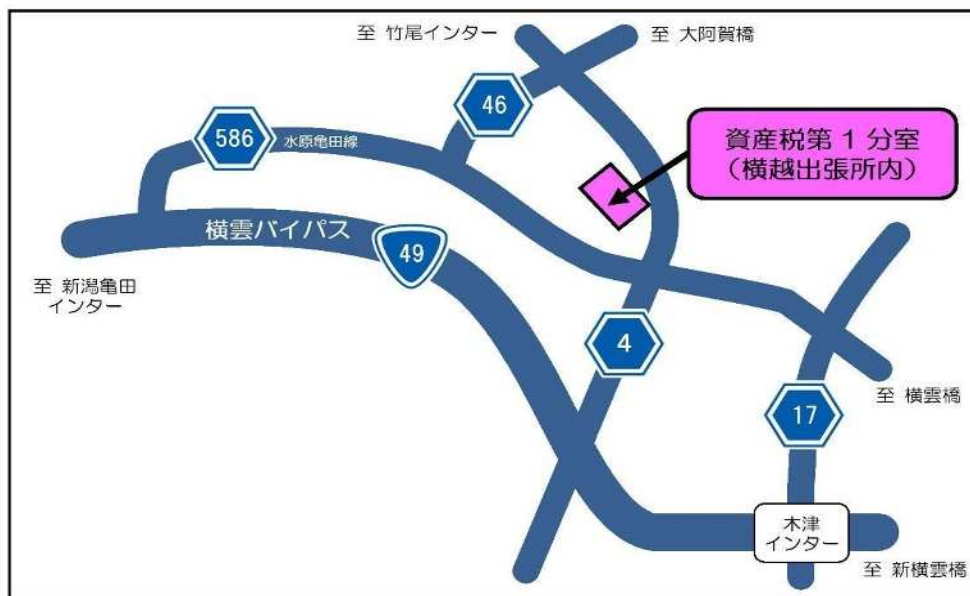 至 竹尾インター
至 大阿賀橋
46
586
水原亀田線
資産税第1分室
（横越出張所内）
横雲バイパス
49
至 新潟亀田
インター
4
至 横雲橋
17
木津
インター
至 新横雲橋